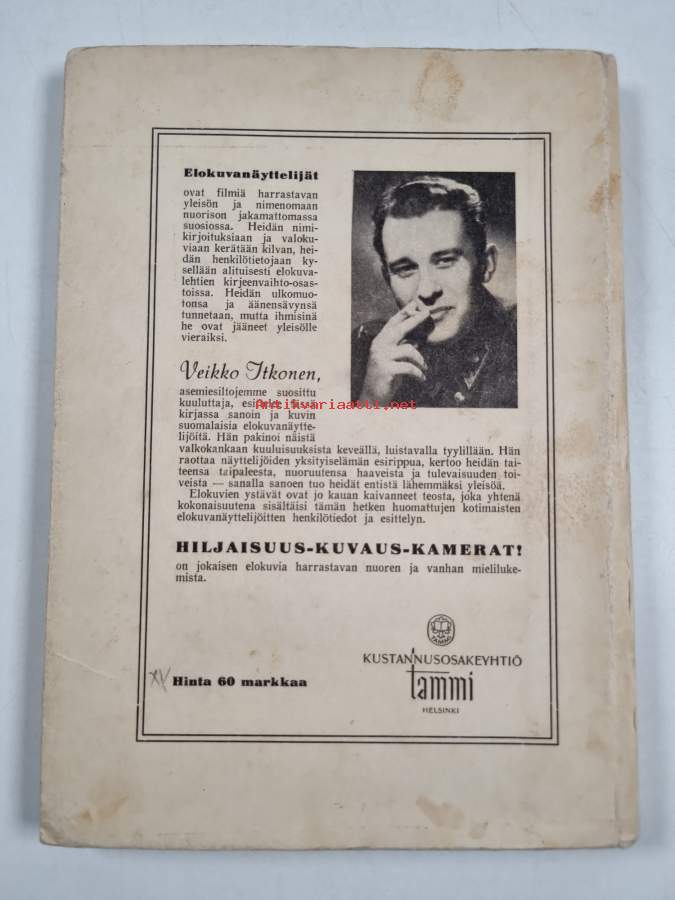 Elokuvanäyttelijät
ovat filmiä harrastavan
yleisön ja nimenomaan
nuorison jakamattomassa
suosiossa. Heidän nimi-
kirjoituksiaan ja valoku-
viaan kerätään kilvan, hei-
dän henkilötietojaan ky-
sellään alituisesti elokuva-
lehtien kirjeenvaihto-osas-
toissa. Heidän ulkomuo-
tonsa ja äänensävynsä
tunnetaan, mutta ihmisinä
he ovat jääneet yleisölle
vieraiksi.
Veikko Itkonen,
asemiesiltojemme suosittu
kuuluttaja, esittelee tässä
Antikvariaatti.net
kirjassa sanoin ja kuvin
suomalaisia elokuvanäytte-
lijöitä. Hän pakinoi näistä
valkokankaan kuuluisuuksista keveällä, luistavalla tyylillään. Hän
raottaa näyttelijöiden yksityiselämän esirippua, kertoo heidän tai-
teensa taipaleesta, nuoruutensa haaveista ja tulevaisuuden toi-
veista — sanalla sanoen tuo heidät entistä lähemmäksi yleisöä.
Elokuvien ystävät ovat jo kauan kaivanneet teosta, joka yhtenä
kokonaisuutena sisältäisi tämän hetken huomattujen kotimaisten
elokuvanäyttelijöitten henkilötiedot ja esittelyn.
HILJAISUUS-KUVAUS-KAMERAT!
on jokaisen elokuvia harrastavan nuoren ja vanhan mieliluke-
mista.
TAMMI
KUSTANNUSOSAKEYHTIÖ
tammi
HELSINKI
XV Hinta 60 markkaa